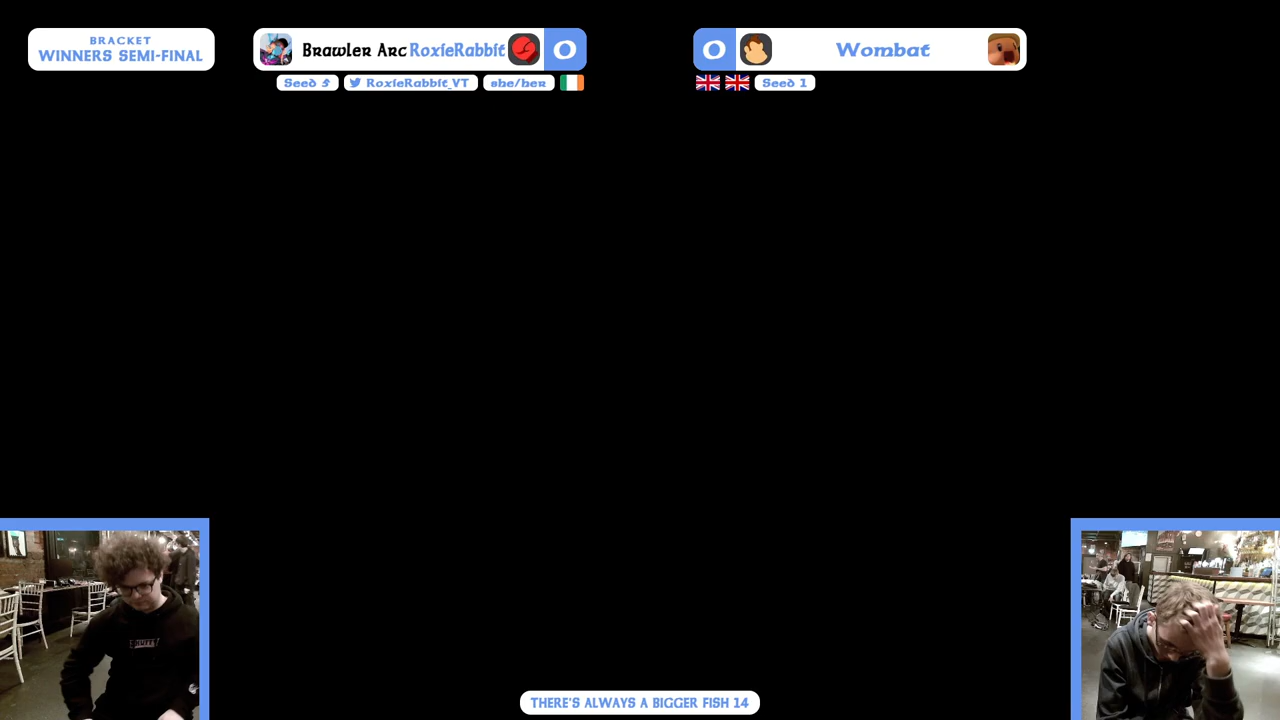 BRACKET
WINNERS SEMI-FINAL
Brawler Arc RoxieRabbit
0
0
Wombat
Seed 5
RoxieRabbit_VT
she/her
Seed 1
THERE'S ALWAYS A BIGGER FISH 14